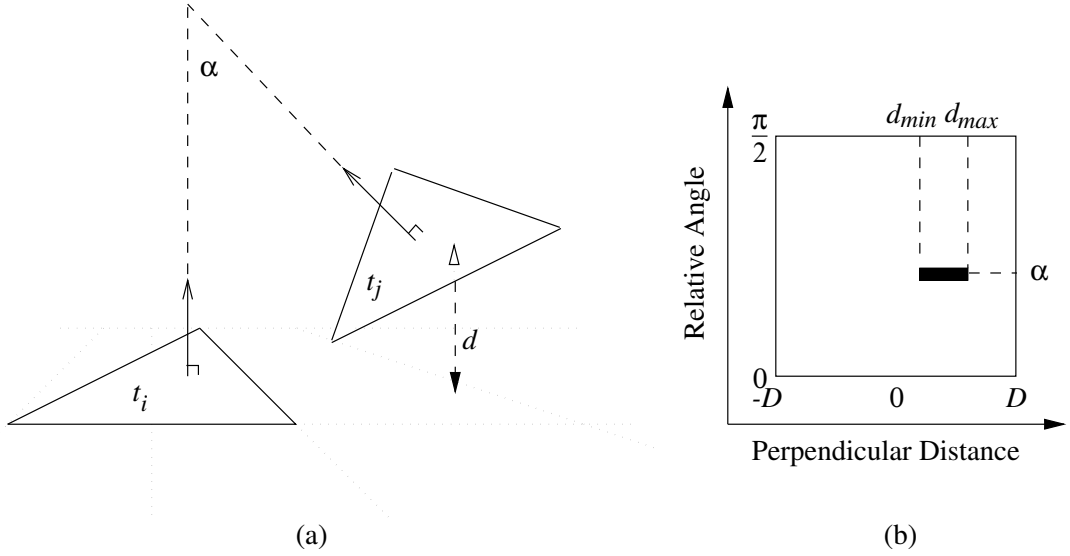 α
t_j
d
t_i
(a)
d_min d_max
π/2
α
0
-D 0 D
Relative Angle
Perpendicular Distance
(b)